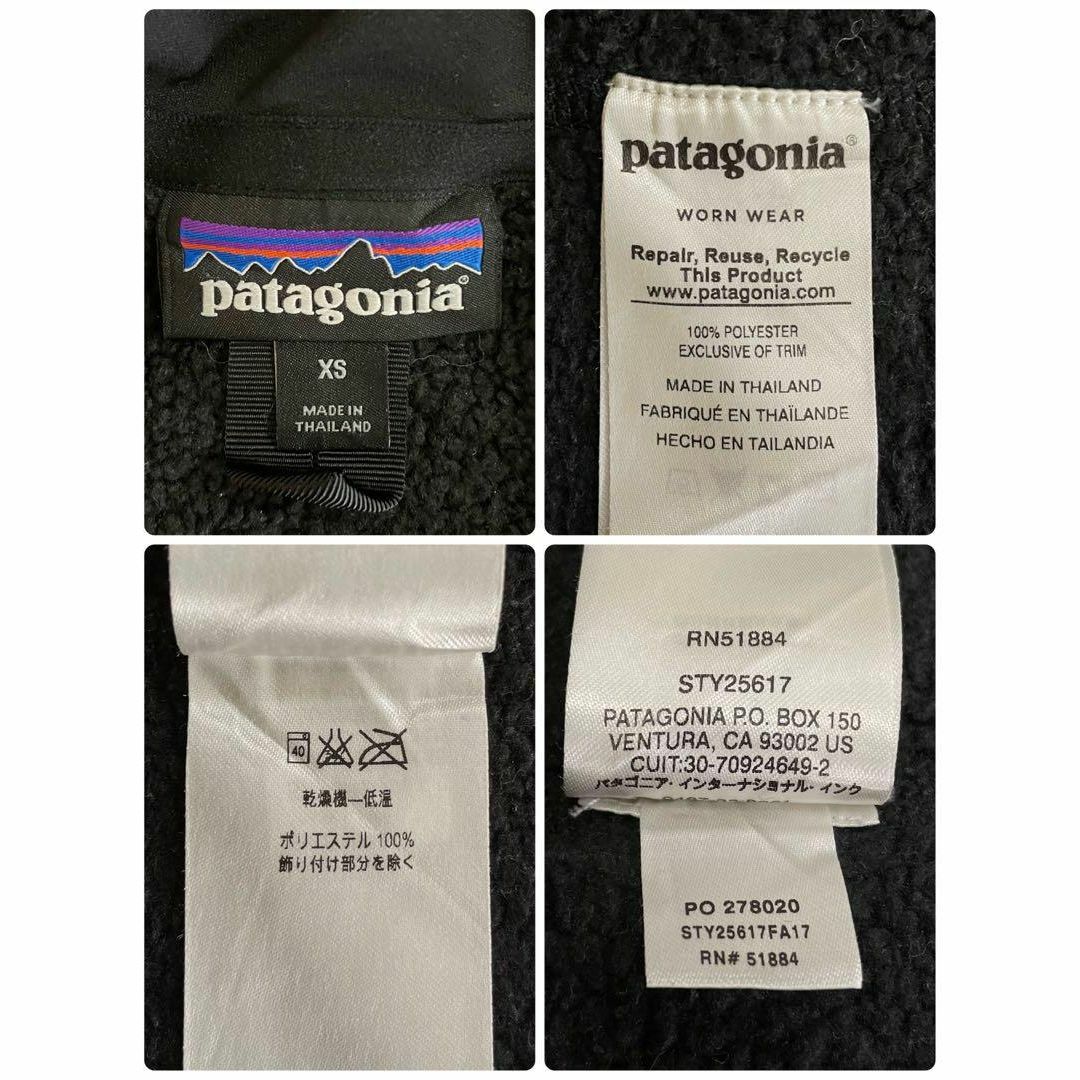 patagonia®
XS
MADE IN
THAILAND
patagonia®
WORN WEAR
Repair, Reuse, Recycle
This Product
www.patagonia.com
100% POLYESTER
EXCLUSIVE OF TRIM
MADE IN THAILAND
FABRIQUÉ EN THAÏLANDE
HECHO EN TAILANDIA
40
乾燥機—低温
ポリエステル 100%
飾り付け部分を除く
RN51884
STY25617
PATAGONIA P.O. BOX 150
VENTURA, CA 93002 US
CUIT:30-70924649-2
パタゴニア・インターナショナル・インク
PO 278020
STY25617FA17
RN# 51884